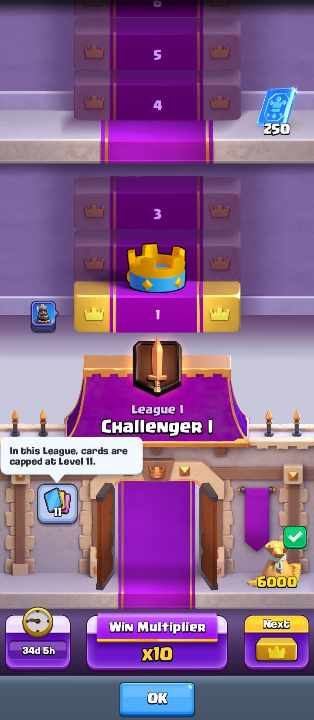 5
4
250
3
1
League 1
Challenger I
In this League, cards are
capped at Level 11.
11
6000
Win Multiplier
x10
34d 5h
Next
OK